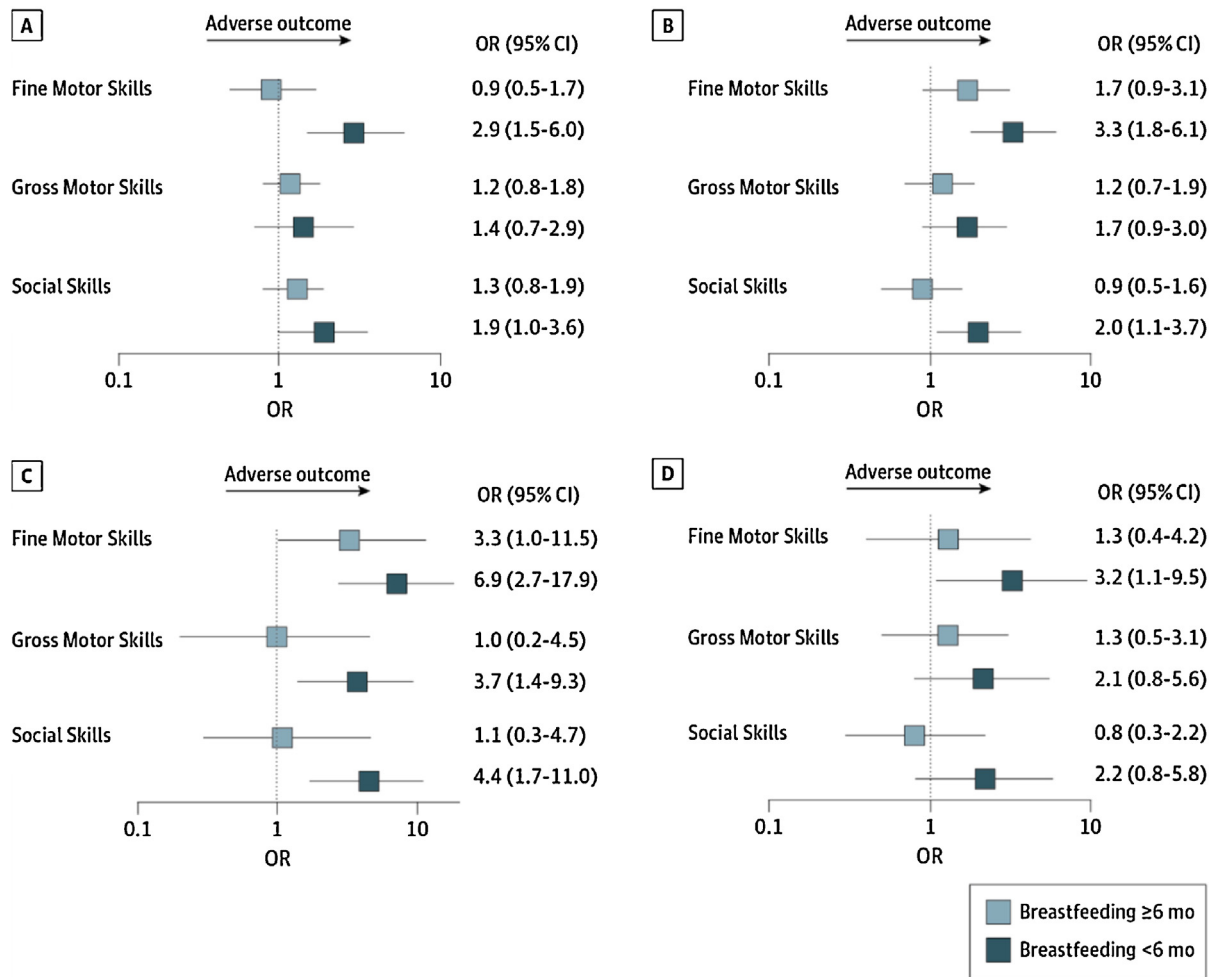 A
Adverse outcome
OR (95% CI)
Fine Motor Skills
0.9 (0.5-1.7)
2.9 (1.5-6.0)
Gross Motor Skills
1.2 (0.8-1.8)
1.4 (0.7-2.9)
Social Skills
1.3 (0.8-1.9)
1.9 (1.0-3.6)
0.1 1 10
OR
B
Adverse outcome
OR (95% CI)
Fine Motor Skills
1.7 (0.9-3.1)
3.3 (1.8-6.1)
Gross Motor Skills
1.2 (0.7-1.9)
1.7 (0.9-3.0)
Social Skills
0.9 (0.5-1.6)
2.0 (1.1-3.7)
0.1 1 10
OR
C
Adverse outcome
OR (95% CI)
Fine Motor Skills
3.3 (1.0-11.5)
6.9 (2.7-17.9)
Gross Motor Skills
1.0 (0.2-4.5)
3.7 (1.4-9.3)
Social Skills
1.1 (0.3-4.7)
4.4 (1.7-11.0)
0.1 1 10
OR
D
Adverse outcome
OR (95% CI)
Fine Motor Skills
1.3 (0.4-4.2)
3.2 (1.1-9.5)
Gross Motor Skills
1.3 (0.5-3.1)
2.1 (0.8-5.6)
Social Skills
0.8 (0.3-2.2)
2.2 (0.8-5.8)
0.1 1 10
OR
Breastfeeding ≥6 mo
Breastfeeding <6 mo